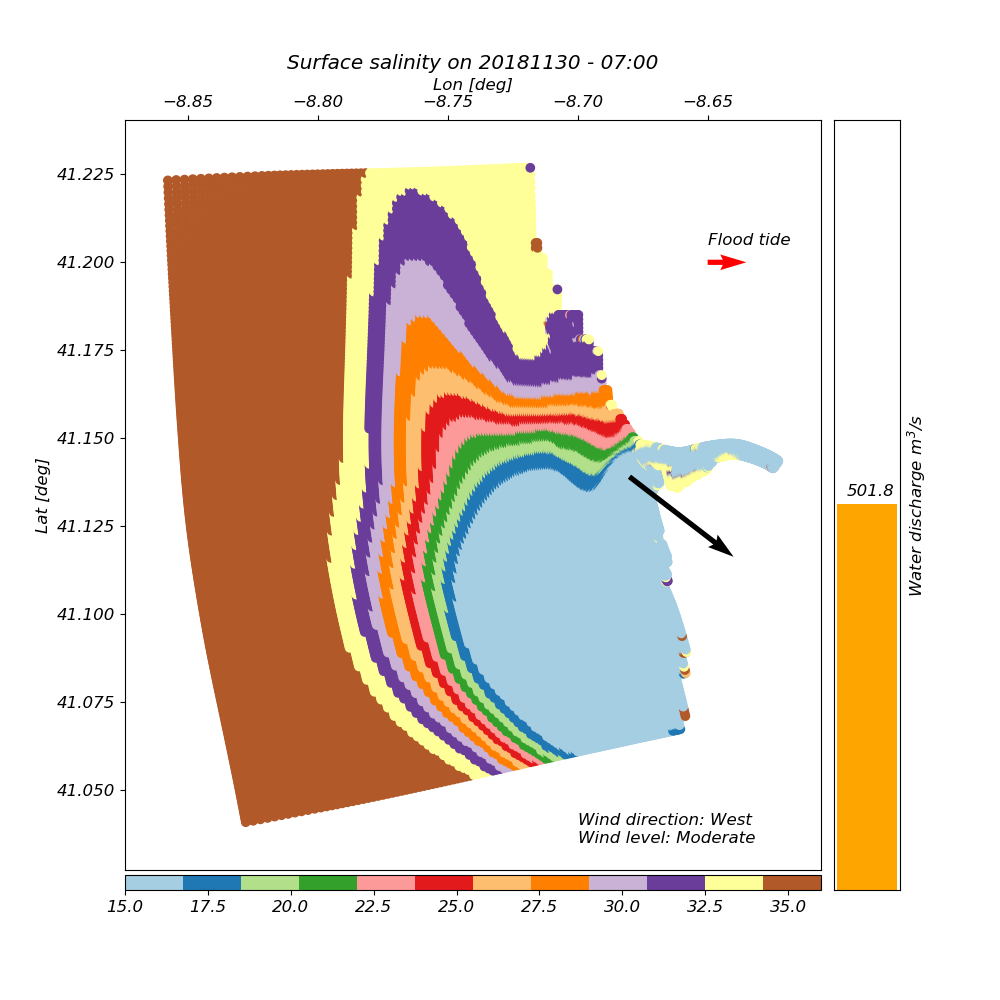 Surface salinity on 20181130 - 07:00
Lon [deg]
−8.85 −8.80 −8.75 −8.70 −8.65
41.225
41.200
41.175
41.150
41.125
41.100
41.075
41.050
Lat [deg]
Flood tide
501.8
Water discharge m³/s
Wind direction: West
Wind level: Moderate
15.0 17.5 20.0 22.5 25.0 27.5 30.0 32.5 35.0